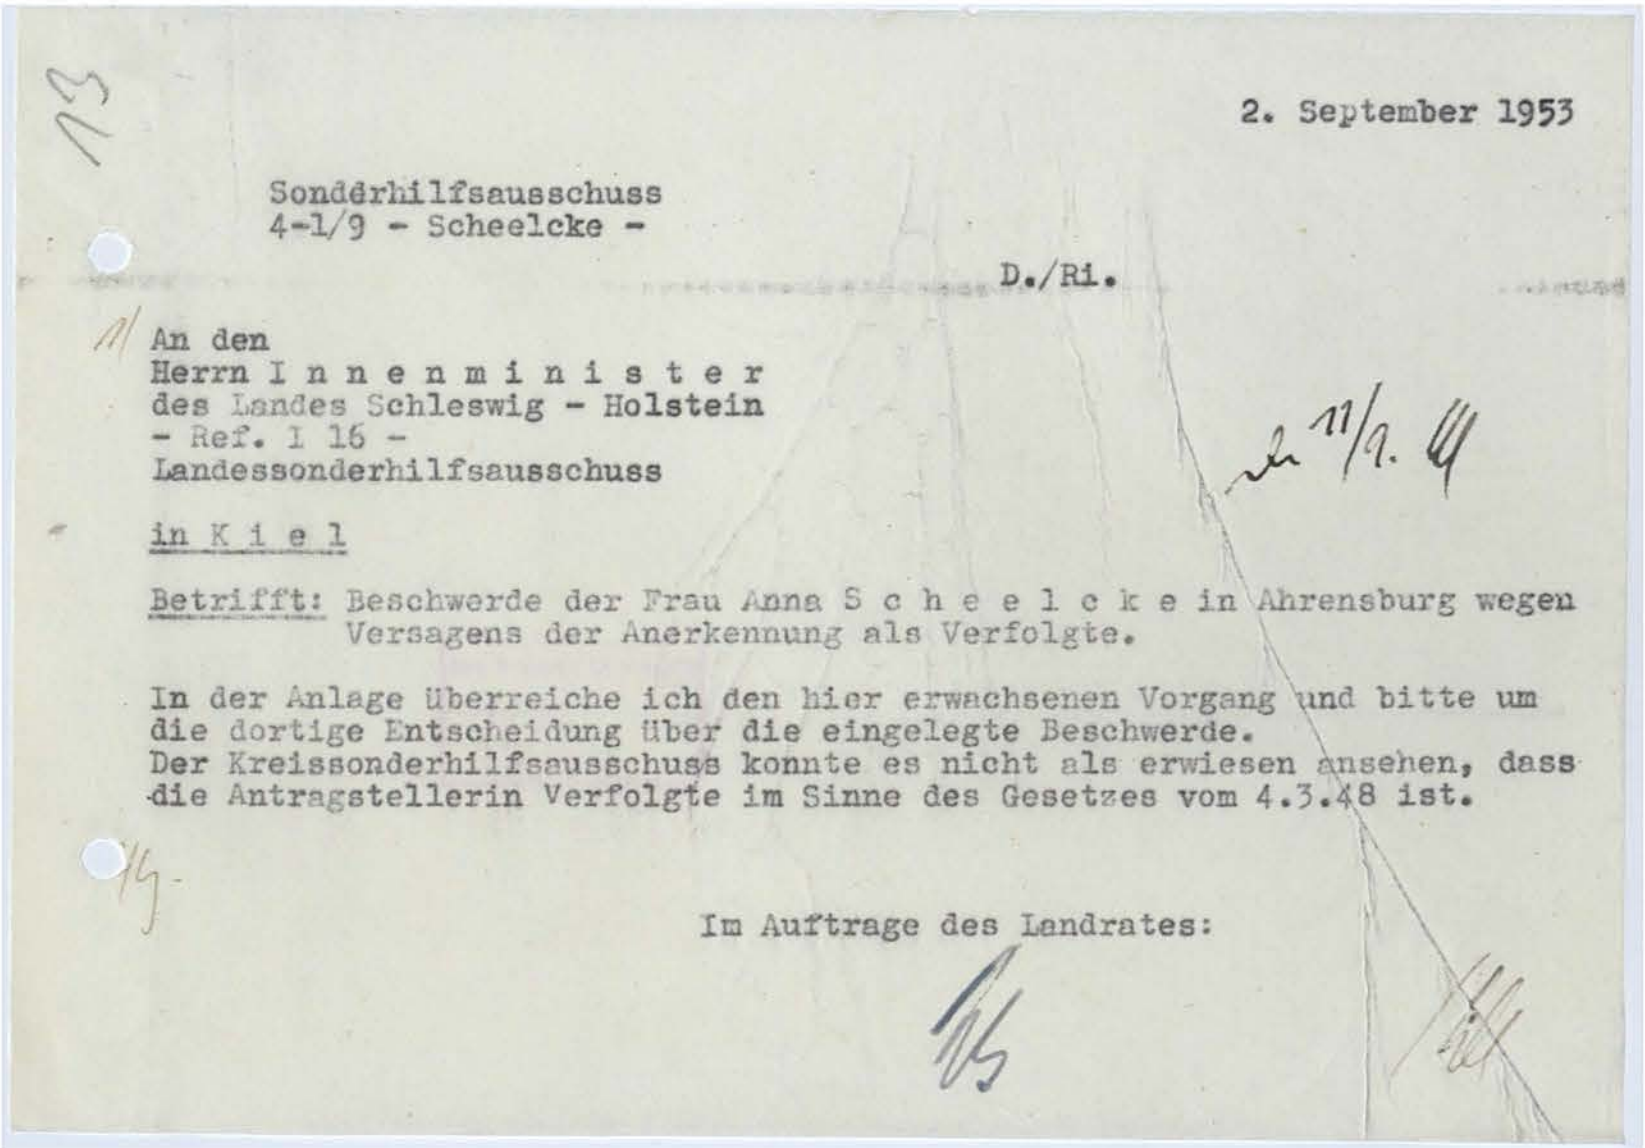 13
2. September 1953
Sonderhilfsausschuss
4-1/9 - Scheelcke -
D./Ri.
1/ An den
Herrn I n n e n m i n i s t e r
des Landes Schleswig - Holstein
- Ref. I 16 -
Landessonderhilfsausschuss
11/9.
in K i e l
Betrifft: Beschwerde der Frau Anna S c h e e l c k e in Ahrensburg wegen
Versagens der Anerkennung als Verfolgte.
In der Anlage überreiche ich den hier erwachsenen Vorgang und bitte um
die dortige Entscheidung über die eingelegte Beschwerde.
Der Kreissonderhilfsausschuss konnte es nicht als erwiesen ansehen, dass
die Antragstellerin Verfolgte im Sinne des Gesetzes vom 4.3.48 ist.
Im Auftrage des Landrates: